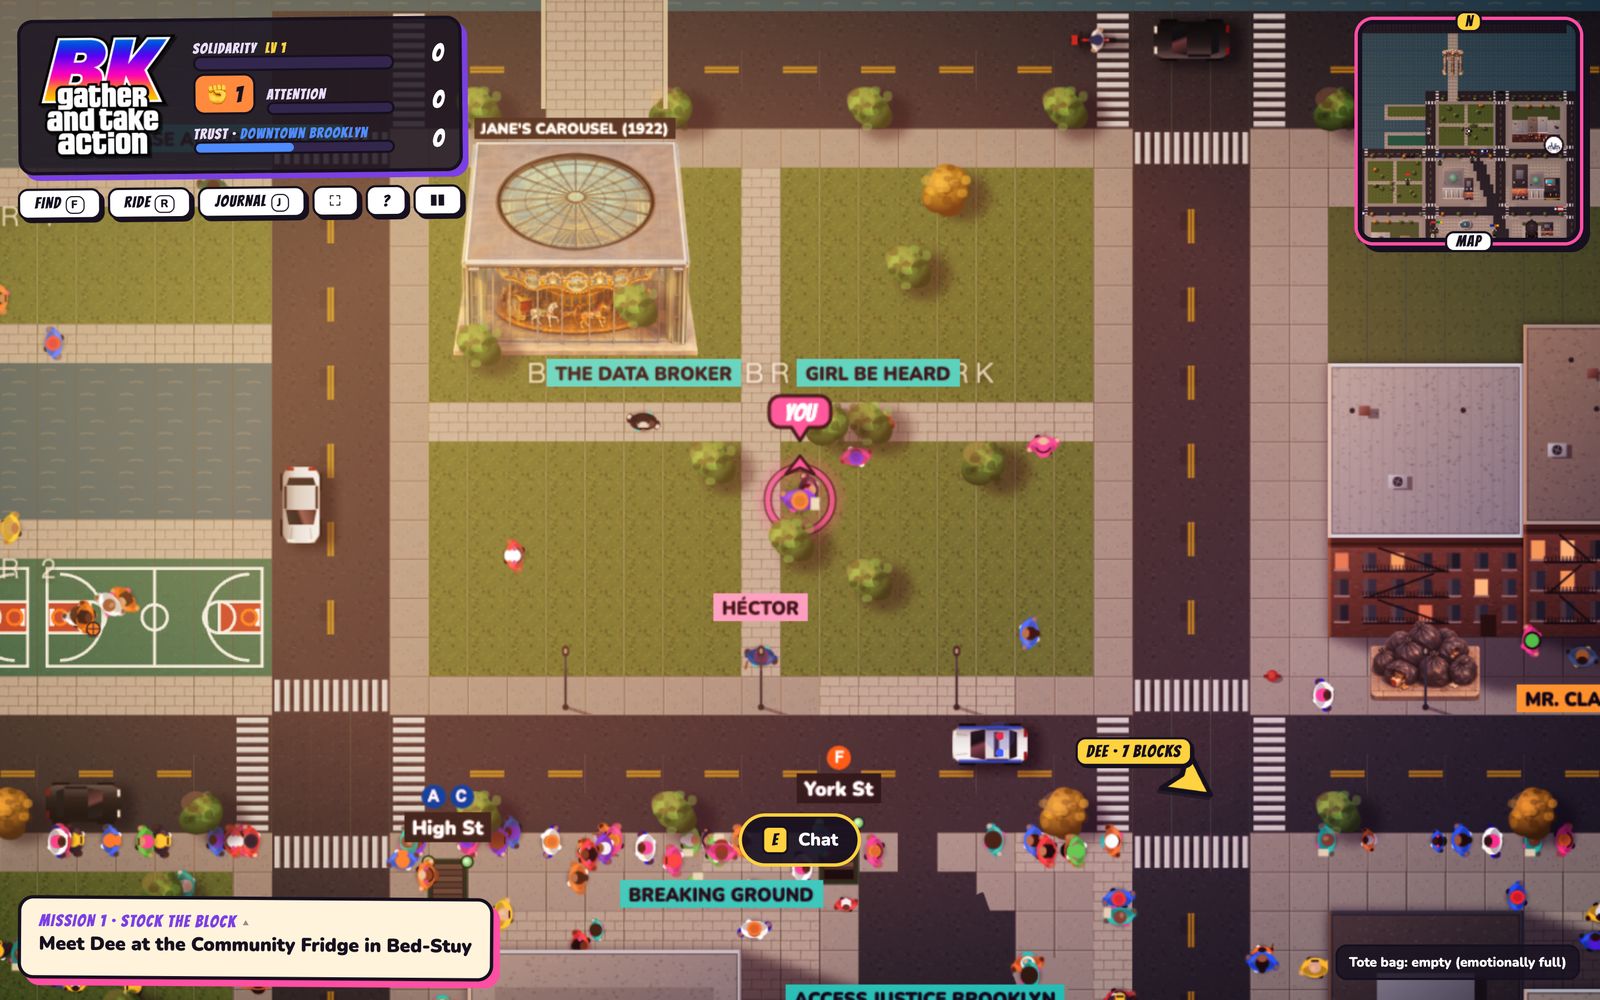 BK
gather
and take
action
SOLIDARITY LV 1
0
1
ATTENTION
0
TRUST · DOWNTOWN BROOKLYN
0
FIND F
RIDE R
JOURNAL J
?
N
MAP
JANE'S CAROUSEL (1922)
THE DATA BROKER
GIRL BE HEARD
YOU
HÉCTOR
MR. CLA
DEE · 7 BLOCKS
F
York St
A C
High St
E Chat
BREAKING GROUND
MISSION 1 · STOCK THE BLOCK
Meet Dee at the Community Fridge in Bed-Stuy
Tote bag: empty (emotionally full)
ACCESS JUSTICE BROOKLYN